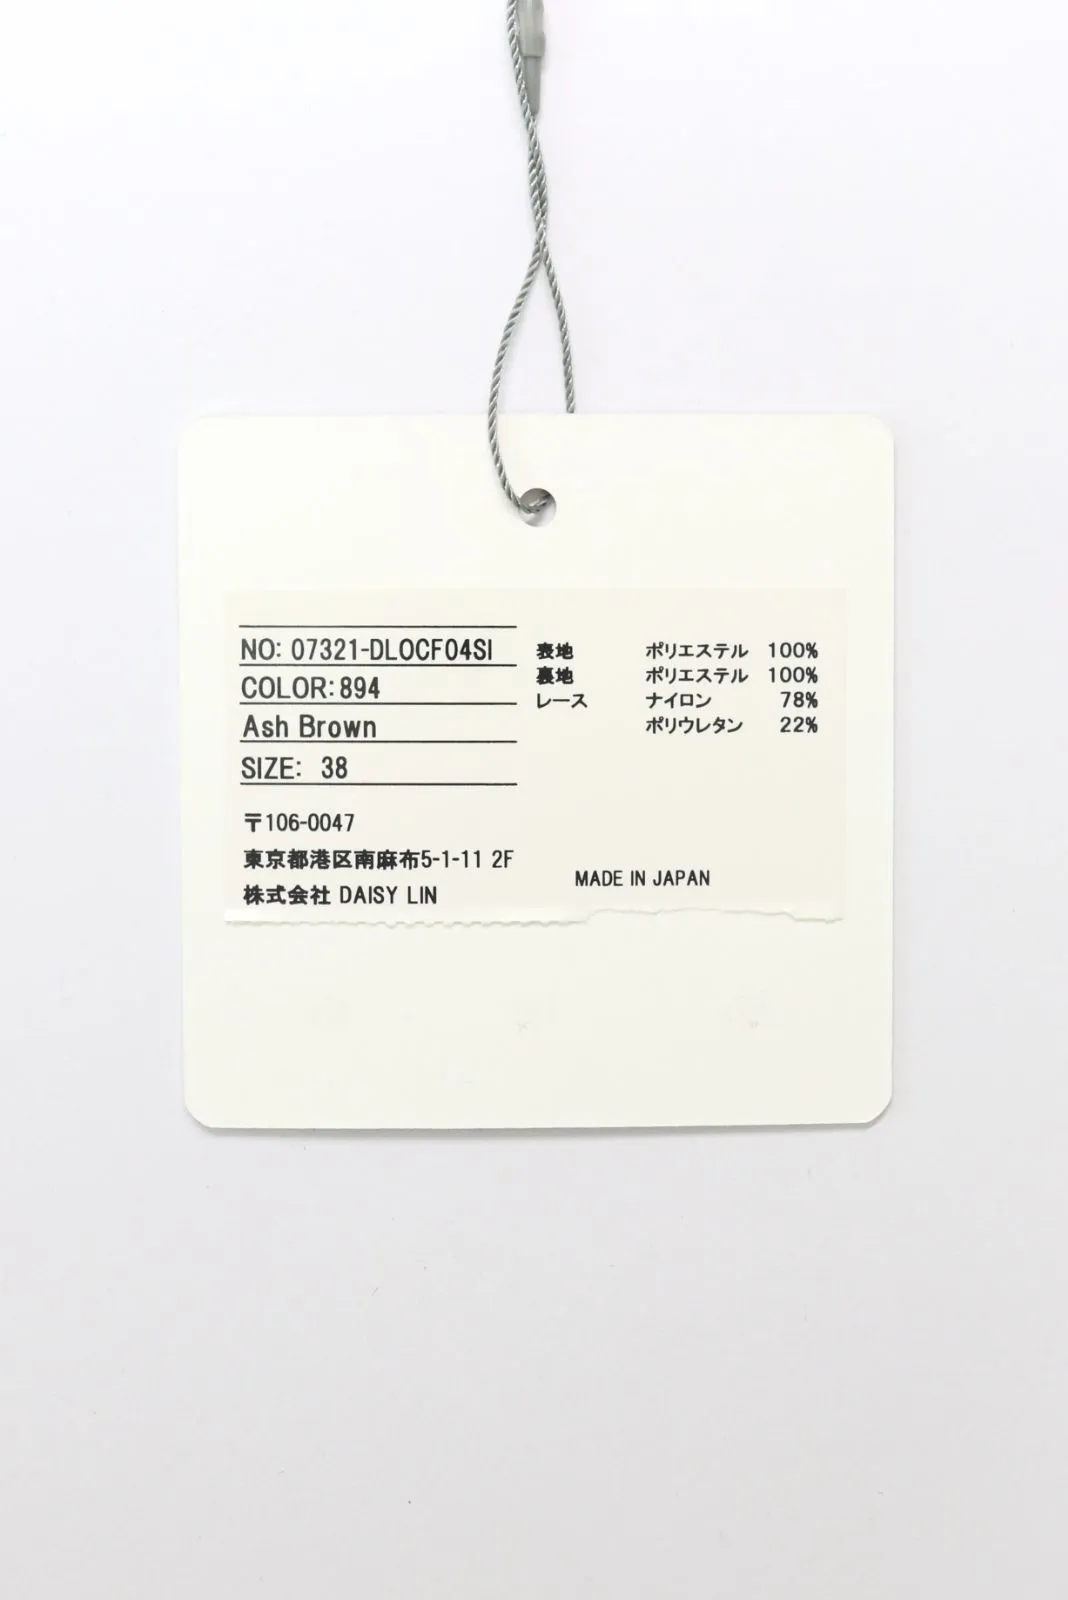 NO: 07321-DLOCF04SI
COLOR:894
Ash Brown
SIZE: 38
〒106-0047
東京都港区南麻布5-1-11 2F
株式会社 DAISY LIN
表地 ポリエステル 100%
裏地 ポリエステル 100%
レース ナイロン 78%
ポリウレタン 22%
MADE IN JAPAN